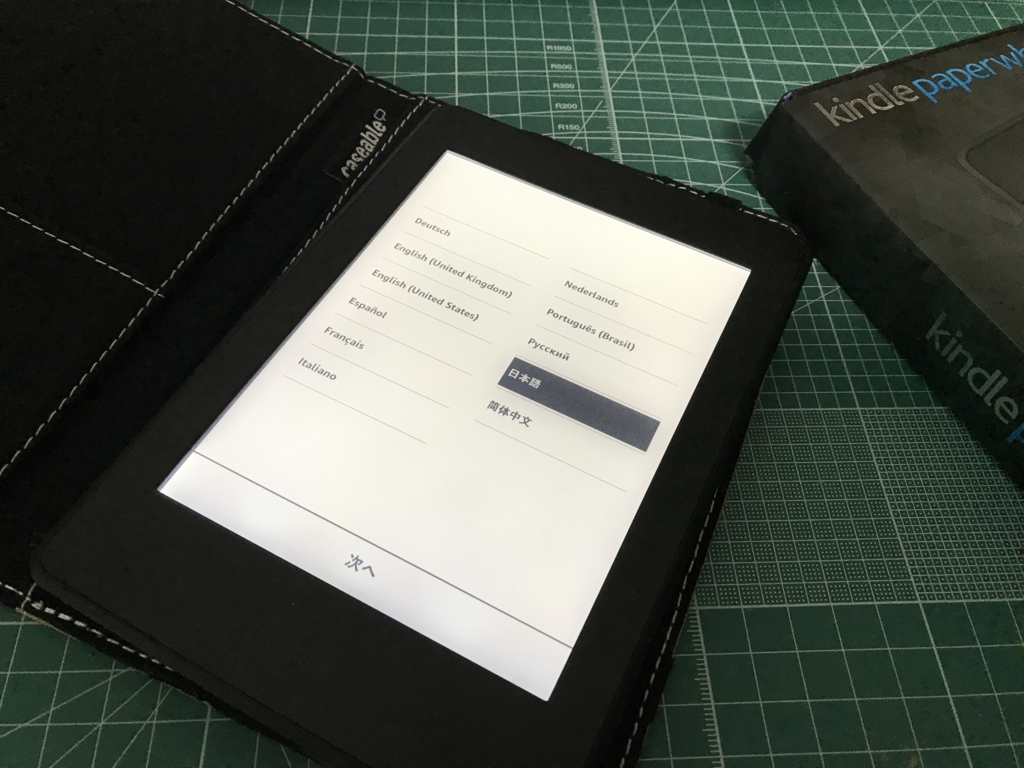 R1000
R500
R300
R200
R150
caseable
kindle paperwh
Deutsch
English (United Kingdom)
English (United States)
Español
Français
Italiano
Nederlands
Português (Brasil)
Русский
日本語
简体中文
次へ
kindle